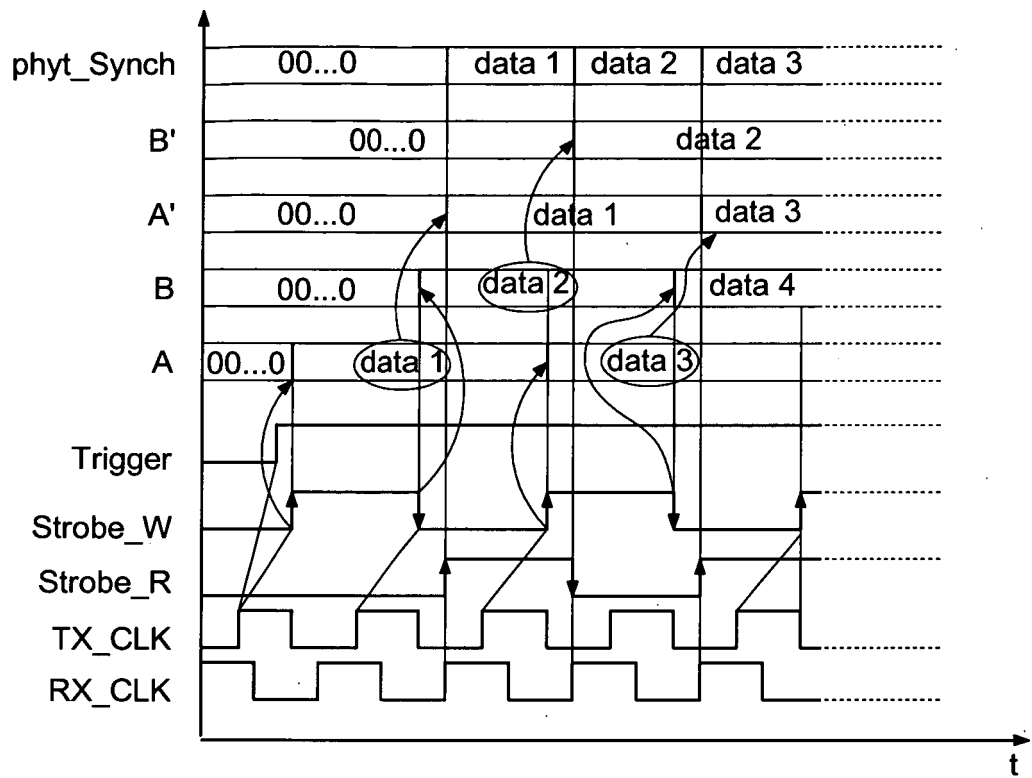 phyt_Synch 00...0 data 1 data 2 data 3
B' 00...0 data 2
A' 00...0 data 1 data 3
B 00...0 data 2 data 4
A 00...0 data 1 data 3
Trigger
Strobe_W
Strobe_R
TX_CLK
RX_CLK
t